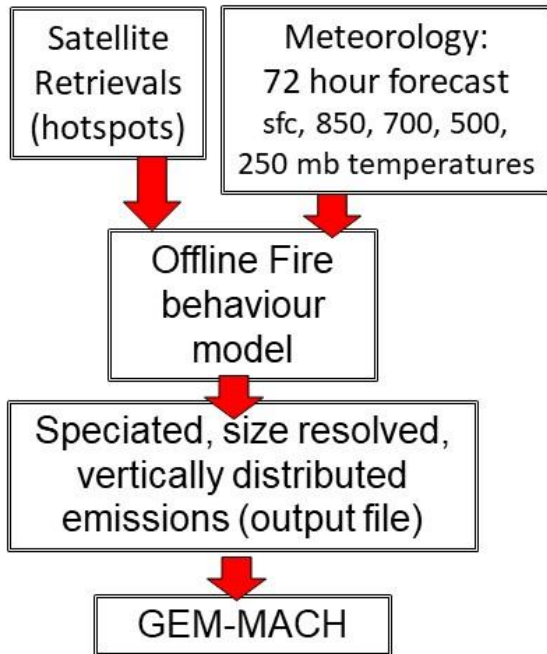 Satellite
Retrievals
(hotspots)
Meteorology:
72 hour forecast
sfc, 850, 700, 500,
250 mb temperatures
Offline Fire
behaviour
model
Speciated, size resolved,
vertically distributed
emissions (output file)
GEM-MACH